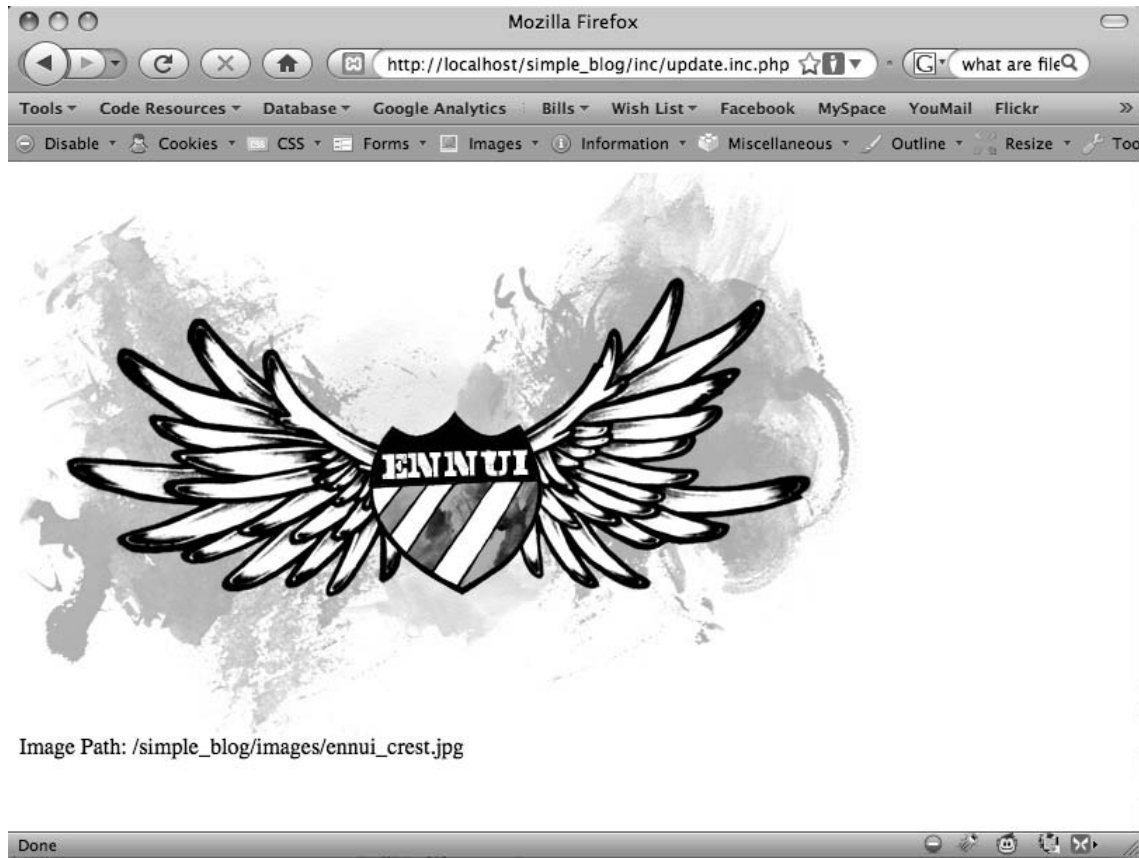 Mozilla Firefox
http://localhost/simple_blog/inc/update.inc.php
G
what are file
Tools Code Resources Database Google Analytics Bills Wish List Facebook MySpace YouMail Flickr »
Disable Cookies CSS Forms Images Information Miscellaneous Outline Resize Too
ENNUI
Image Path: /simple_blog/images/ennui_crest.jpg
Done